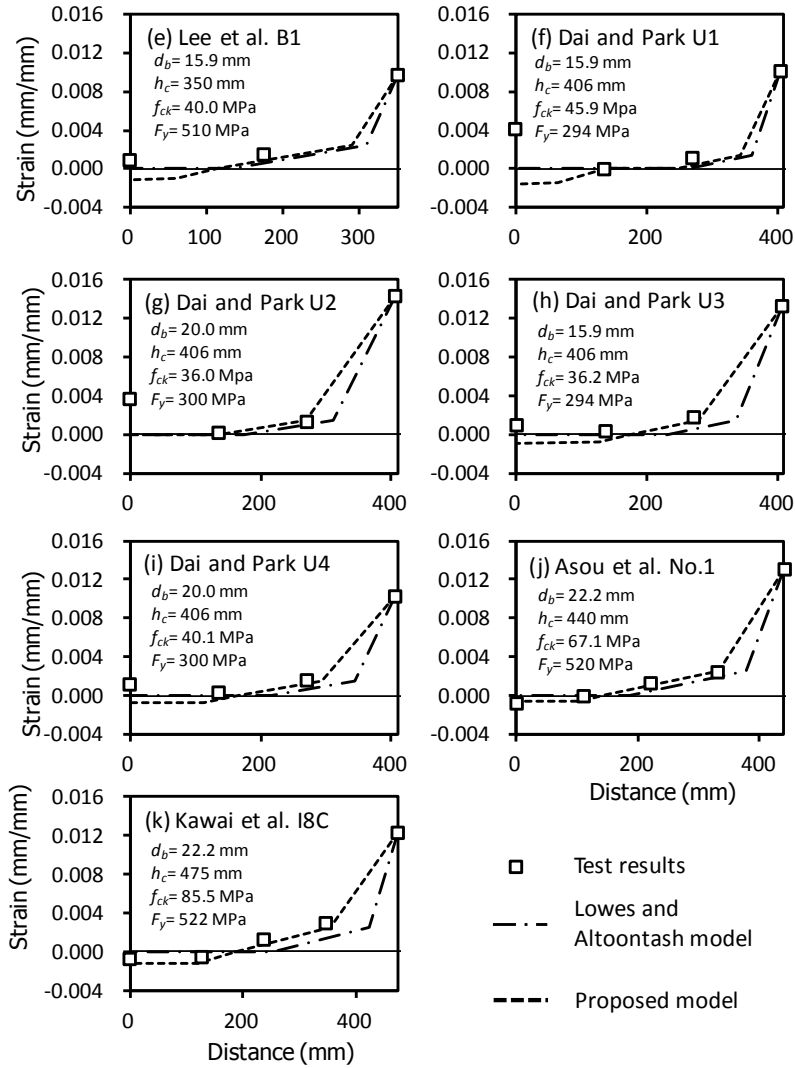 0.016
0.012
0.008
0.004
0.000
-0.004
Strain (mm/mm)
(e) Lee et al. B1
d_b= 15.9 mm
h_c= 350 mm
f_ck= 40.0 MPa
F_y= 510 MPa
0 100 200 300
0.016
0.012
0.008
0.004
0.000
-0.004
(f) Dai and Park U1
d_b= 15.9 mm
h_c= 406 mm
f_ck= 45.9 Mpa
F_y= 294 MPa
0 200 400
0.016
0.012
0.008
0.004
0.000
-0.004
Strain (mm/mm)
(g) Dai and Park U2
d_b= 20.0 mm
h_c= 406 mm
f_ck= 36.0 Mpa
F_y= 300 MPa
0 200 400
0.016
0.012
0.008
0.004
0.000
-0.004
(h) Dai and Park U3
d_b= 15.9 mm
h_c= 406 mm
f_ck= 36.2 MPa
F_y= 294 MPa
0 200 400
0.016
0.012
0.008
0.004
0.000
-0.004
Strain (mm/mm)
(i) Dai and Park U4
d_b= 20.0 mm
h_c= 406 mm
f_ck= 40.1 MPa
F_y= 300 MPa
0 200 400
0.016
0.012
0.008
0.004
0.000
-0.004
(j) Asou et al. No.1
d_b= 22.2 mm
h_c= 440 mm
f_ck= 67.1 MPa
F_y= 520 MPa
0 200 400
Distance (mm)
0.016
0.012
0.008
0.004
0.000
-0.004
Strain (mm/mm)
(k) Kawai et al. I8C
d_b= 22.2 mm
h_c= 475 mm
f_ck= 85.5 MPa
F_y= 522 MPa
0 200 400
Distance (mm)
Test results
Lowes and
Altoontash model
Proposed model